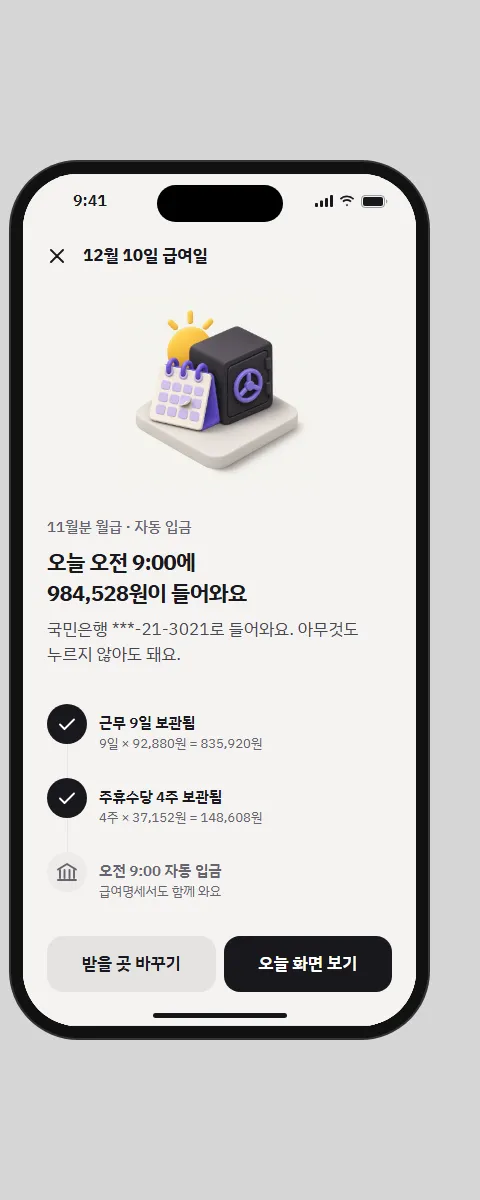 9:41
12월 10일 급여일
11월분 월급 · 자동 입금
오늘 오전 9:00에
984,528원이 들어와요
국민은행 ***-21-3021로 들어와요. 아무것도
누르지 않아도 돼요.
근무 9일 보관됨
9일 × 92,880원 = 835,920원
주휴수당 4주 보관됨
4주 × 37,152원 = 148,608원
오전 9:00 자동 입금
급여명세서도 함께 와요
받을 곳 바꾸기
오늘 화면 보기